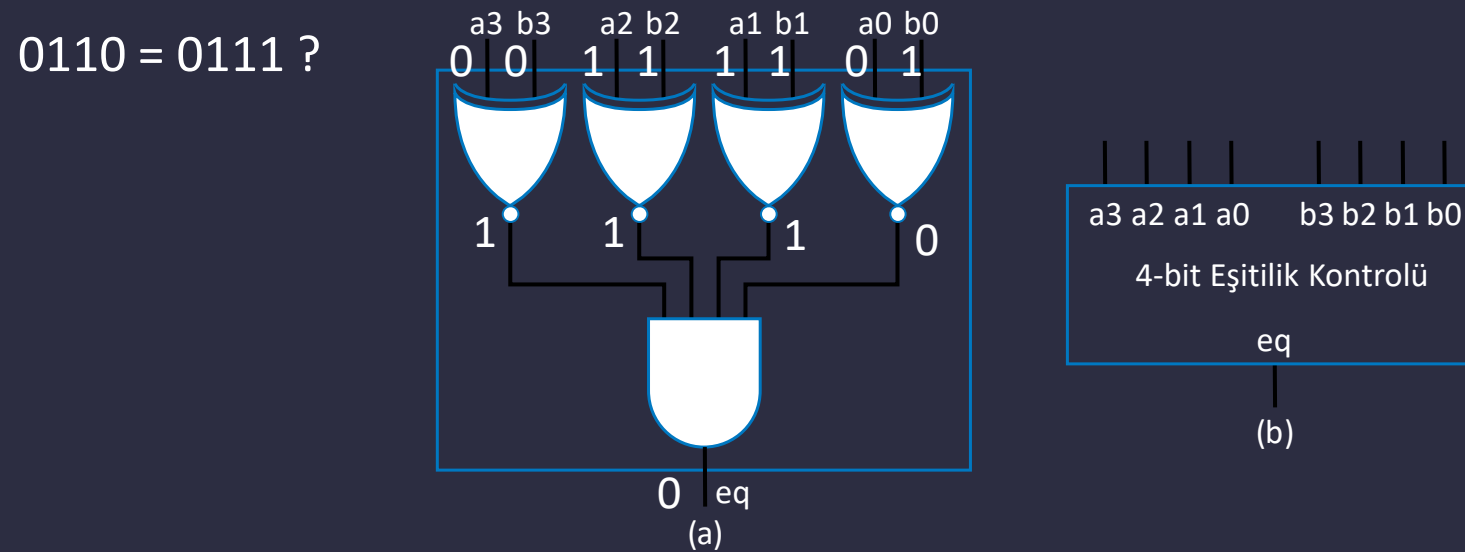 0110 = 0111 ?
a3 b3 a2 b2 a1 b1 a0 b0
0 0 1 1 1 1 0 1
1 1 1 0
0 eq
(a)
a3 a2 a1 a0 b3 b2 b1 b0
4-bit Eşitilik Kontrolü
eq
(b)